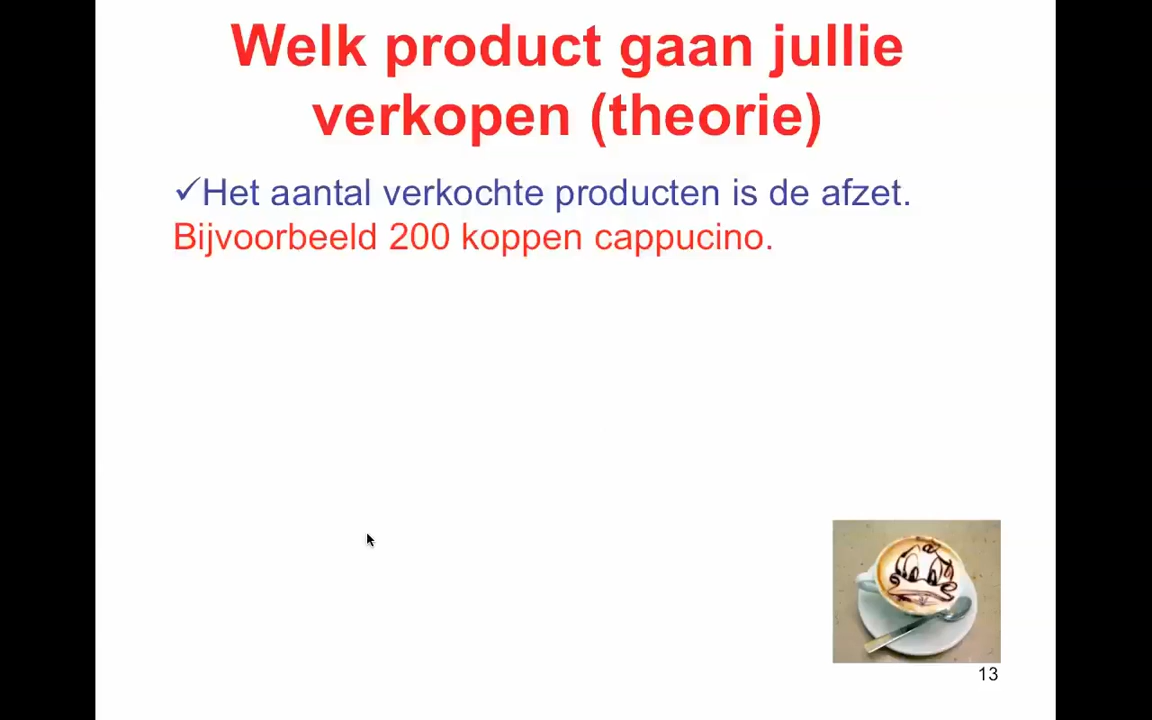 Welk product gaan jullie
verkopen (theorie)
✓Het aantal verkochte producten is de afzet.
Bijvoorbeeld 200 koppen cappucino.
13